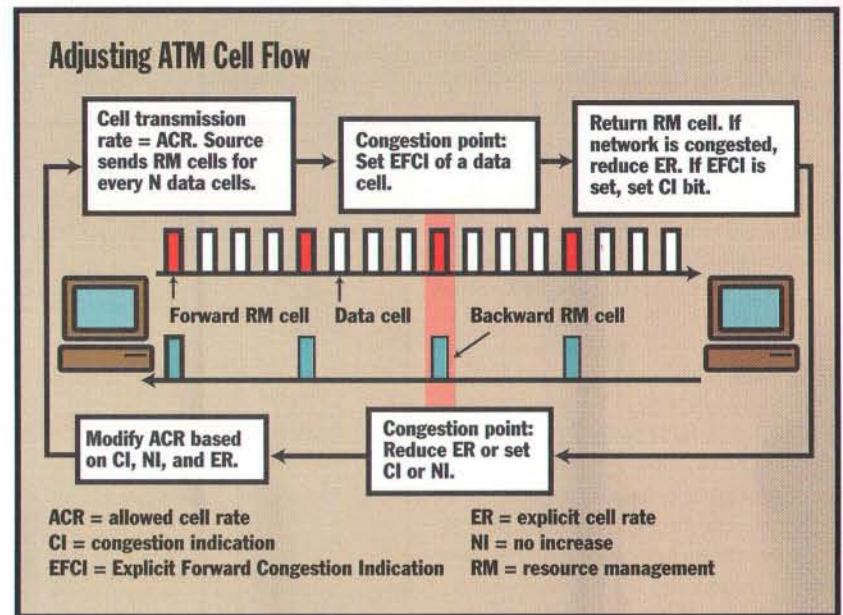 Adjusting ATM Cell Flow
Cell transmission
rate = ACR. Source
sends RM cells for
every N data cells.
Congestion point:
Set EFCI of a data
cell.
Return RM cell. If
network is congested,
reduce ER. If EFCI is
set, set CI bit.
Forward RM cell
Data cell
Backward RM cell
Modify ACR based
on CI, NI, and ER.
Congestion point:
Reduce ER or set
CI or NI.
ACR = allowed cell rate
CI = congestion indication
EFCI = Explicit Forward Congestion Indication
ER = explicit cell rate
NI = no increase
RM = resource management